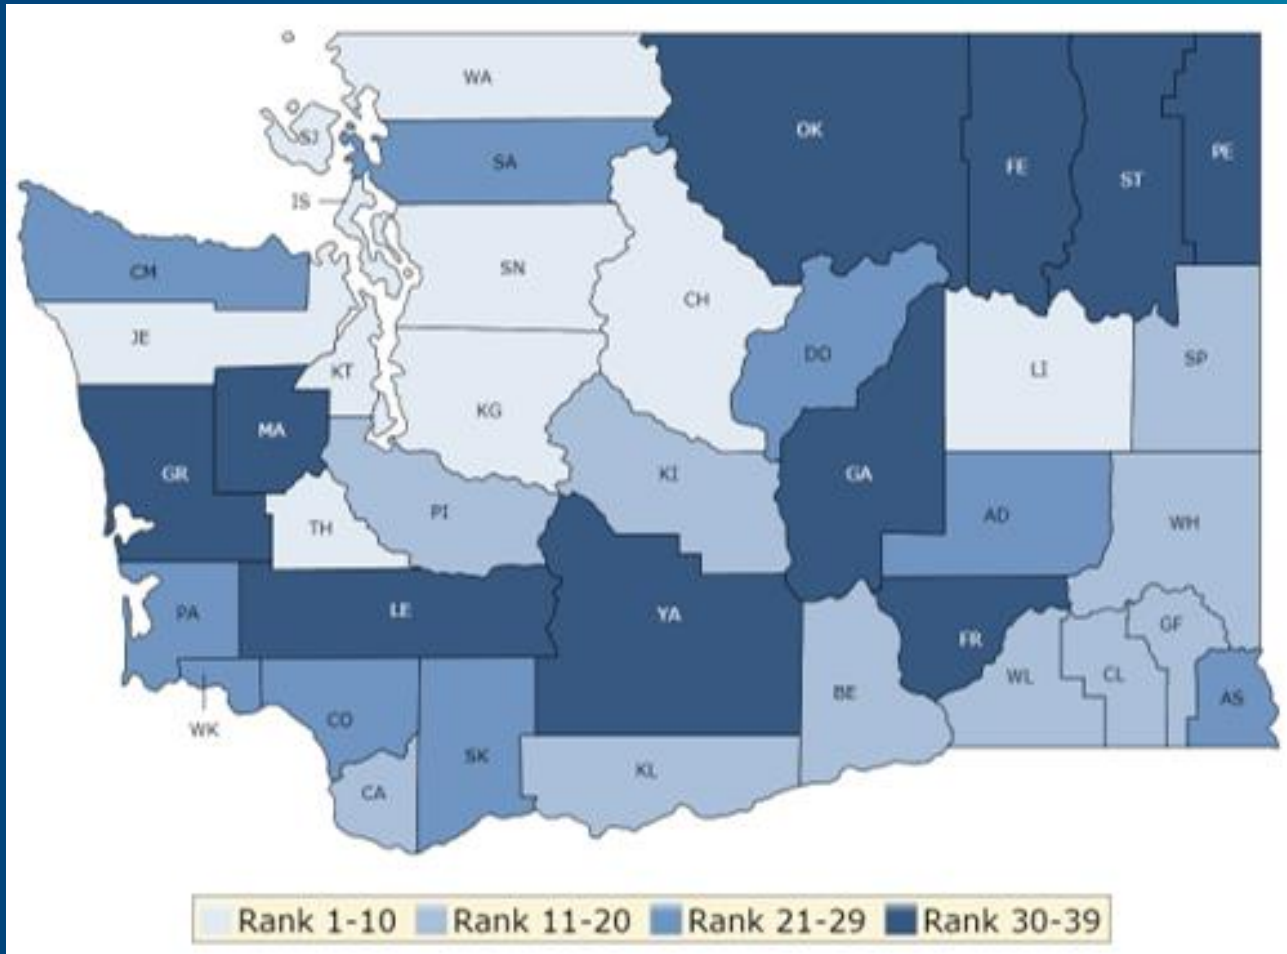 WA
OK
SJ
SA
FE
ST
PE
IS
CM
SN
CH
JE
DO
KT
LI
SP
KG
MA
GR
KI
GA
PI
AD
WH
TH
PA
LE
YA
FR
GF
WL
CL
BE
AS
WK
CO
SK
KL
CA
Rank 1-10 Rank 11-20 Rank 21-29 Rank 30-39